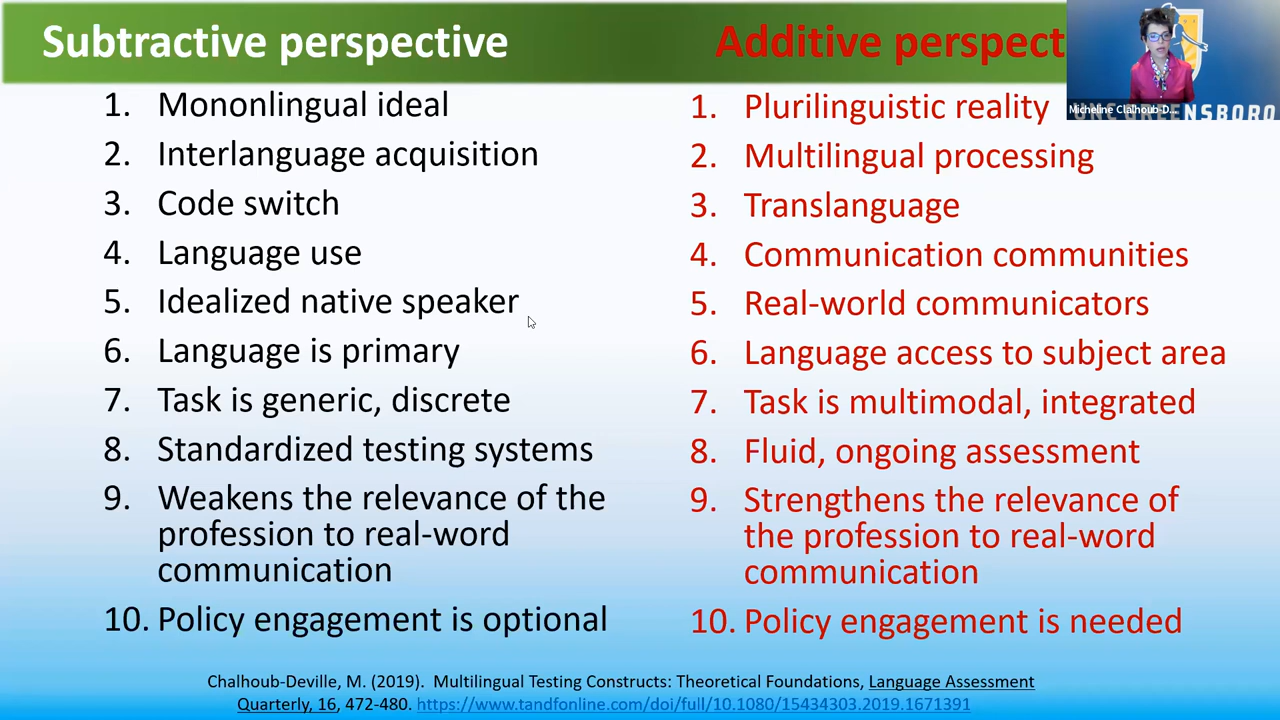 Subtractive perspective
Additive perspect
Micheline Clalhoub-D...
GREENSBORO
1. Mononlingual ideal
2. Interlanguage acquisition
3. Code switch
4. Language use
5. Idealized native speaker
6. Language is primary
7. Task is generic, discrete
8. Standardized testing systems
9. Weakens the relevance of the
profession to real-word
communication
10. Policy engagement is optional
1. Plurilinguistic reality
2. Multilingual processing
3. Translanguage
4. Communication communities
5. Real-world communicators
6. Language access to subject area
7. Task is multimodal, integrated
8. Fluid, ongoing assessment
9. Strengthens the relevance of
the profession to real-word
communication
10. Policy engagement is needed
Chalhoub-Deville, M. (2019). Multilingual Testing Constructs: Theoretical Foundations, Language Assessment
Quarterly, 16, 472-480. https://www.tandfonline.com/doi/full/10.1080/15434303.2019.1671391